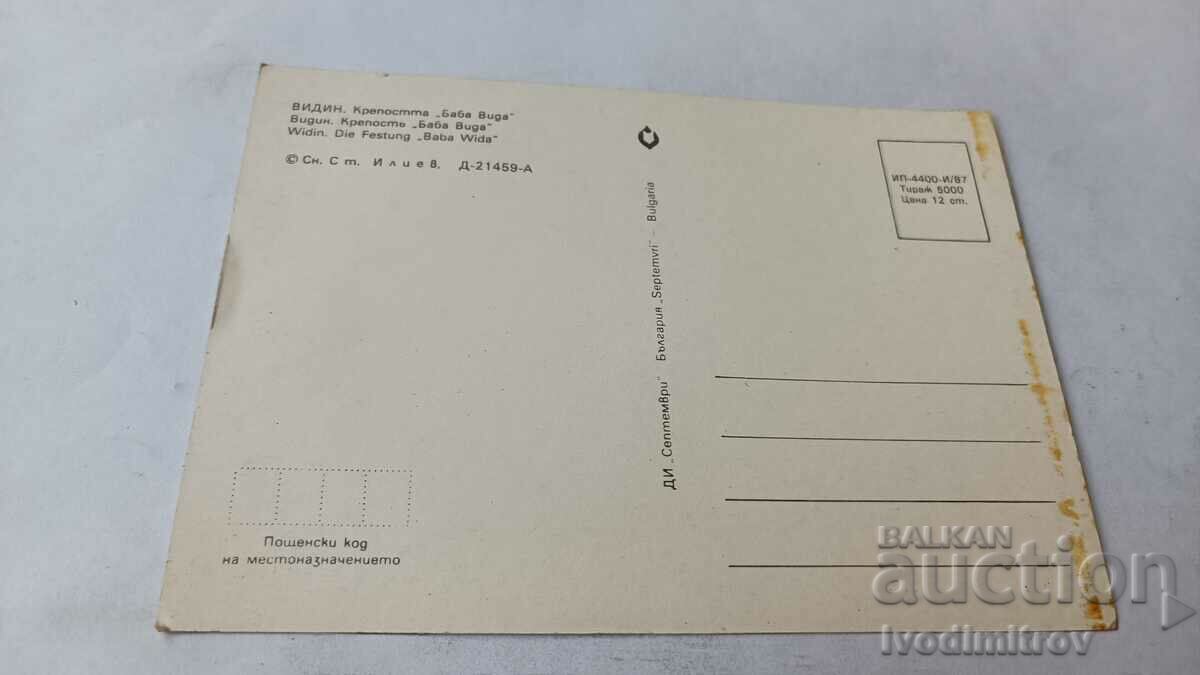 ВИДИН. Крепостта „Баба Вида“
Видин. Крепость „Баба Вида“
Widin. Die Festung „Baba Wida“
© Сн. Ст. Илиев. Д-21459-А
ДИ „Септември“ България „Septemvri“ – Bulgaria
ИП-4400-И/87
Тираж 5000
Цена 12 ст.
Пощенски код
на местоназначението
BALKAN
auction
Ivodimitrov